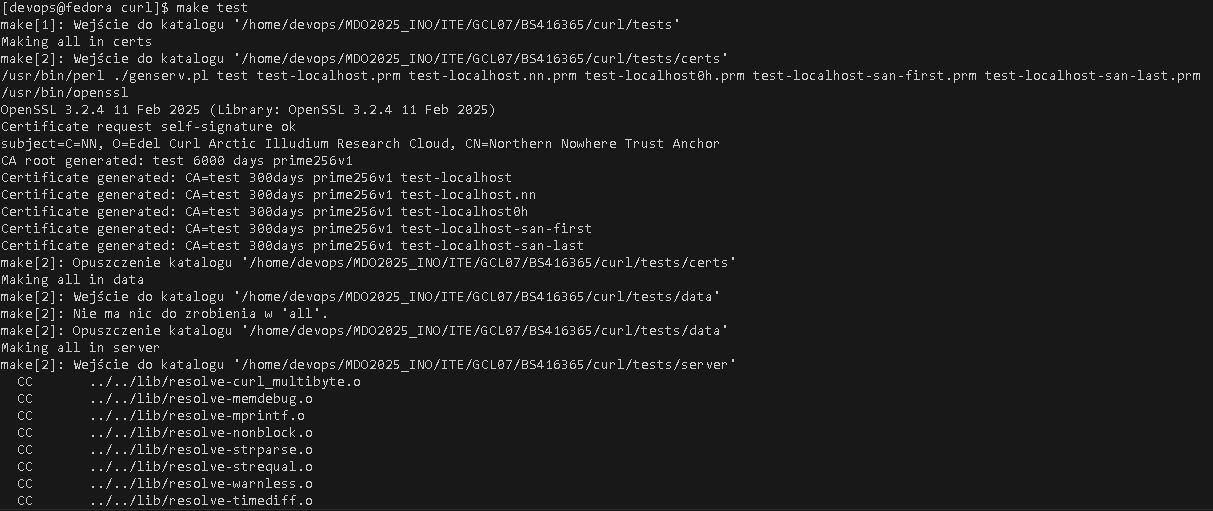 [devops@fedora curl]$ make test
make[1]: Wejście do katalogu '/home/devops/MDO2025_INO/ITE/GCL07/BS416365/curl/tests'
Making all in certs
make[2]: Wejście do katalogu '/home/devops/MDO2025_INO/ITE/GCL07/BS416365/curl/tests/certs'
/usr/bin/perl ./genserv.pl test test-localhost.prm test-localhost.nn.prm test-localhost0h.prm test-localhost-san-first.prm test-localhost-san-last.prm
/usr/bin/openssl
OpenSSL 3.2.4 11 Feb 2025 (Library: OpenSSL 3.2.4 11 Feb 2025)
Certificate request self-signature ok
subject=C=NN, O=Edel Curl Arctic Illudium Research Cloud, CN=Northern Nowhere Trust Anchor
CA root generated: test 6000 days prime256v1
Certificate generated: CA=test 300days prime256v1 test-localhost
Certificate generated: CA=test 300days prime256v1 test-localhost.nn
Certificate generated: CA=test 300days prime256v1 test-localhost0h
Certificate generated: CA=test 300days prime256v1 test-localhost-san-first
Certificate generated: CA=test 300days prime256v1 test-localhost-san-last
make[2]: Opuszczenie katalogu '/home/devops/MDO2025_INO/ITE/GCL07/BS416365/curl/tests/certs'
Making all in data
make[2]: Wejście do katalogu '/home/devops/MDO2025_INO/ITE/GCL07/BS416365/curl/tests/data'
make[2]: Nie ma nic do zrobienia w 'all'.
make[2]: Opuszczenie katalogu '/home/devops/MDO2025_INO/ITE/GCL07/BS416365/curl/tests/data'
Making all in server
make[2]: Wejście do katalogu '/home/devops/MDO2025_INO/ITE/GCL07/BS416365/curl/tests/server'
  CC       ../../lib/resolve-curl_multibyte.o
  CC       ../../lib/resolve-memdebug.o
  CC       ../../lib/resolve-mprintf.o
  CC       ../../lib/resolve-nonblock.o
  CC       ../../lib/resolve-strparse.o
  CC       ../../lib/resolve-strequal.o
  CC       ../../lib/resolve-warnless.o
  CC       ../../lib/resolve-timediff.o